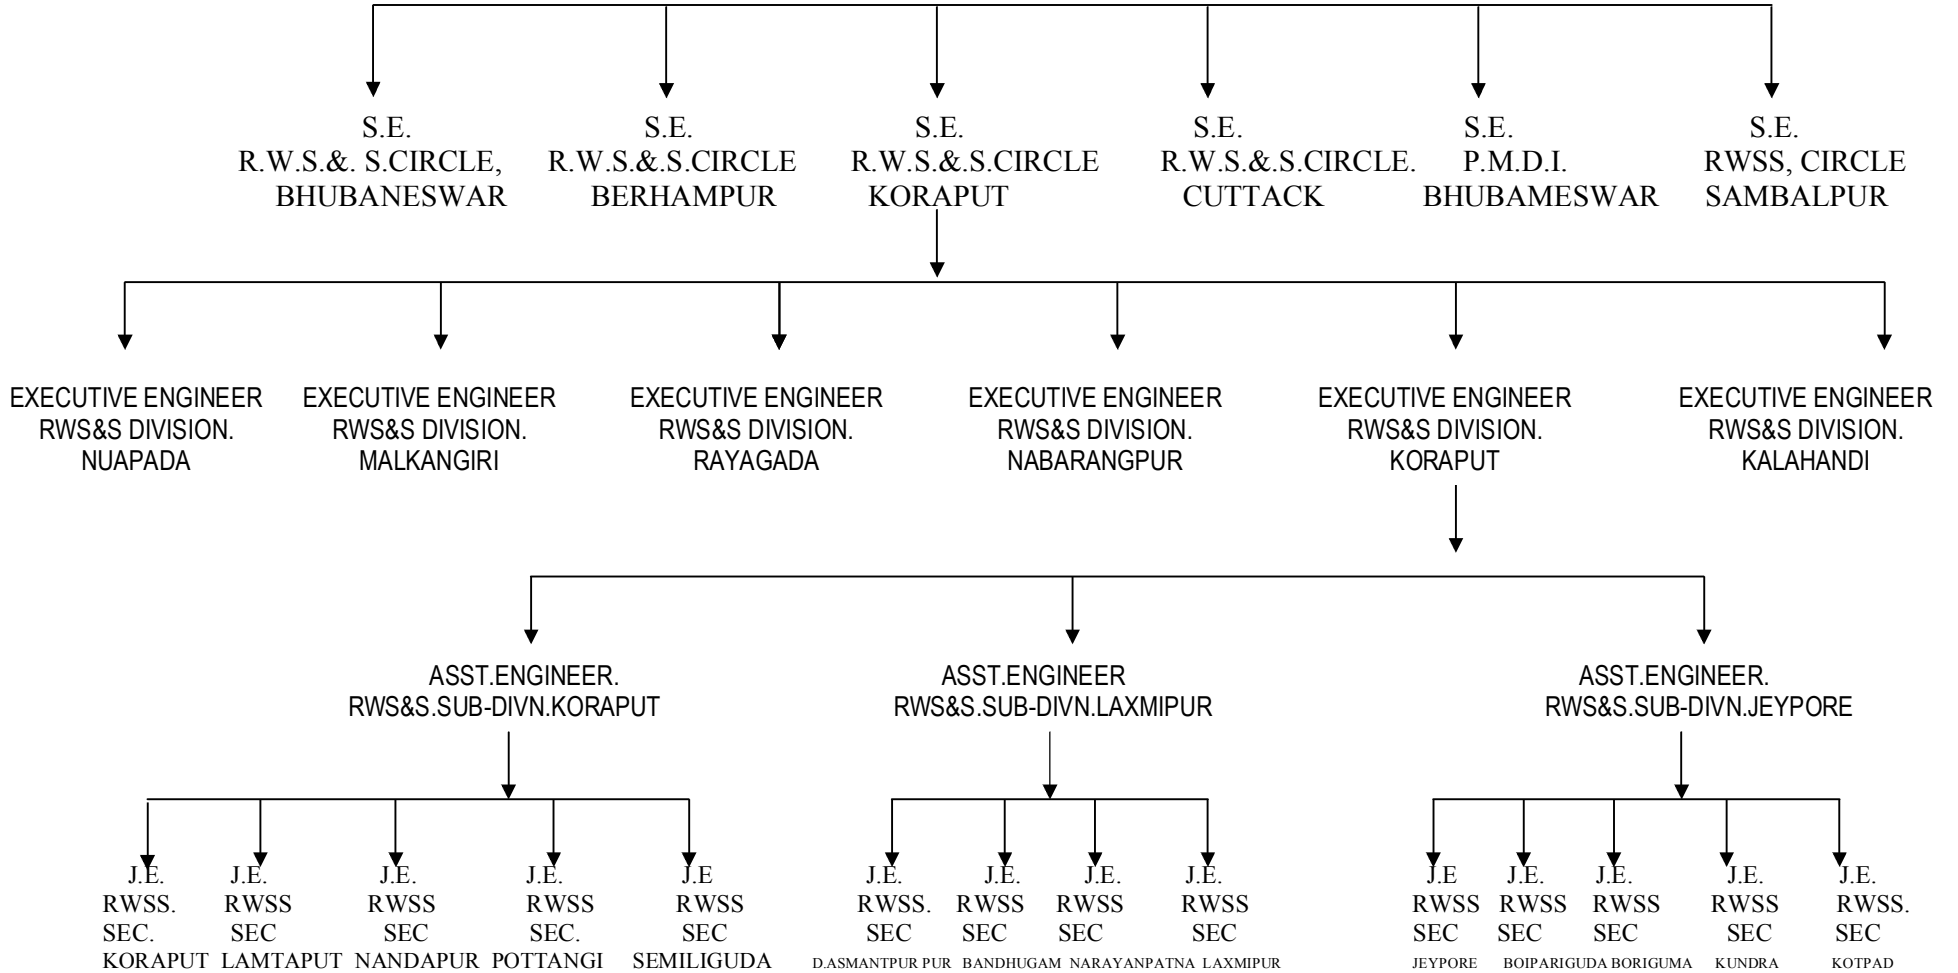 S.E.
R.W.S.&. S.CIRCLE,
BHUBANESWAR
S.E.
R.W.S.&.S.CIRCLE
BERHAMPUR
S.E.
R.W.S.&.S.CIRCLE
KORAPUT
S.E.
R.W.S.&.S.CIRCLE.
CUTTACK
S.E.
P.M.D.I.
BHUBAMESWAR
S.E.
RWSS, CIRCLE
SAMBALPUR
EXECUTIVE ENGINEER
RWS&S DIVISION.
NUAPADA
EXECUTIVE ENGINEER
RWS&S DIVISION.
MALKANGIRI
EXECUTIVE ENGINEER
RWS&S DIVISION.
RAYAGADA
EXECUTIVE ENGINEER
RWS&S DIVISION.
NABARANGPUR
EXECUTIVE ENGINEER
RWS&S DIVISION.
KORAPUT
EXECUTIVE ENGINEER
RWS&S DIVISION.
KALAHANDI
ASST.ENGINEER.
RWS&S.SUB-DIVN.KORAPUT
ASST.ENGINEER
RWS&S.SUB-DIVN.LAXMIPUR
ASST.ENGINEER.
RWS&S.SUB-DIVN.JEYPORE
J.E.
RWSS.
SEC.
KORAPUT
J.E.
RWSS
SEC
LAMTAPUT
J.E.
RWSS
SEC
NANDAPUR
J.E.
RWSS
SEC.
POTTANGI
J.E
RWSS
SEC
SEMILIGUDA
J.E.
RWSS.
SEC
D.ASMANTPUR PUR
J.E.
RWSS
SEC
BANDHUGAM
J.E.
RWSS
SEC
NARAYANPATNA
J.E.
RWSS
SEC
LAXMIPUR
J.E
RWSS
SEC
JEYPORE
J.E.
RWSS
SEC
BOIPARIGUDA
J.E.
RWSS
SEC
BORIGUMA
J.E.
RWSS
SEC
KUNDRA
J.E.
RWSS.
SEC
KOTPAD